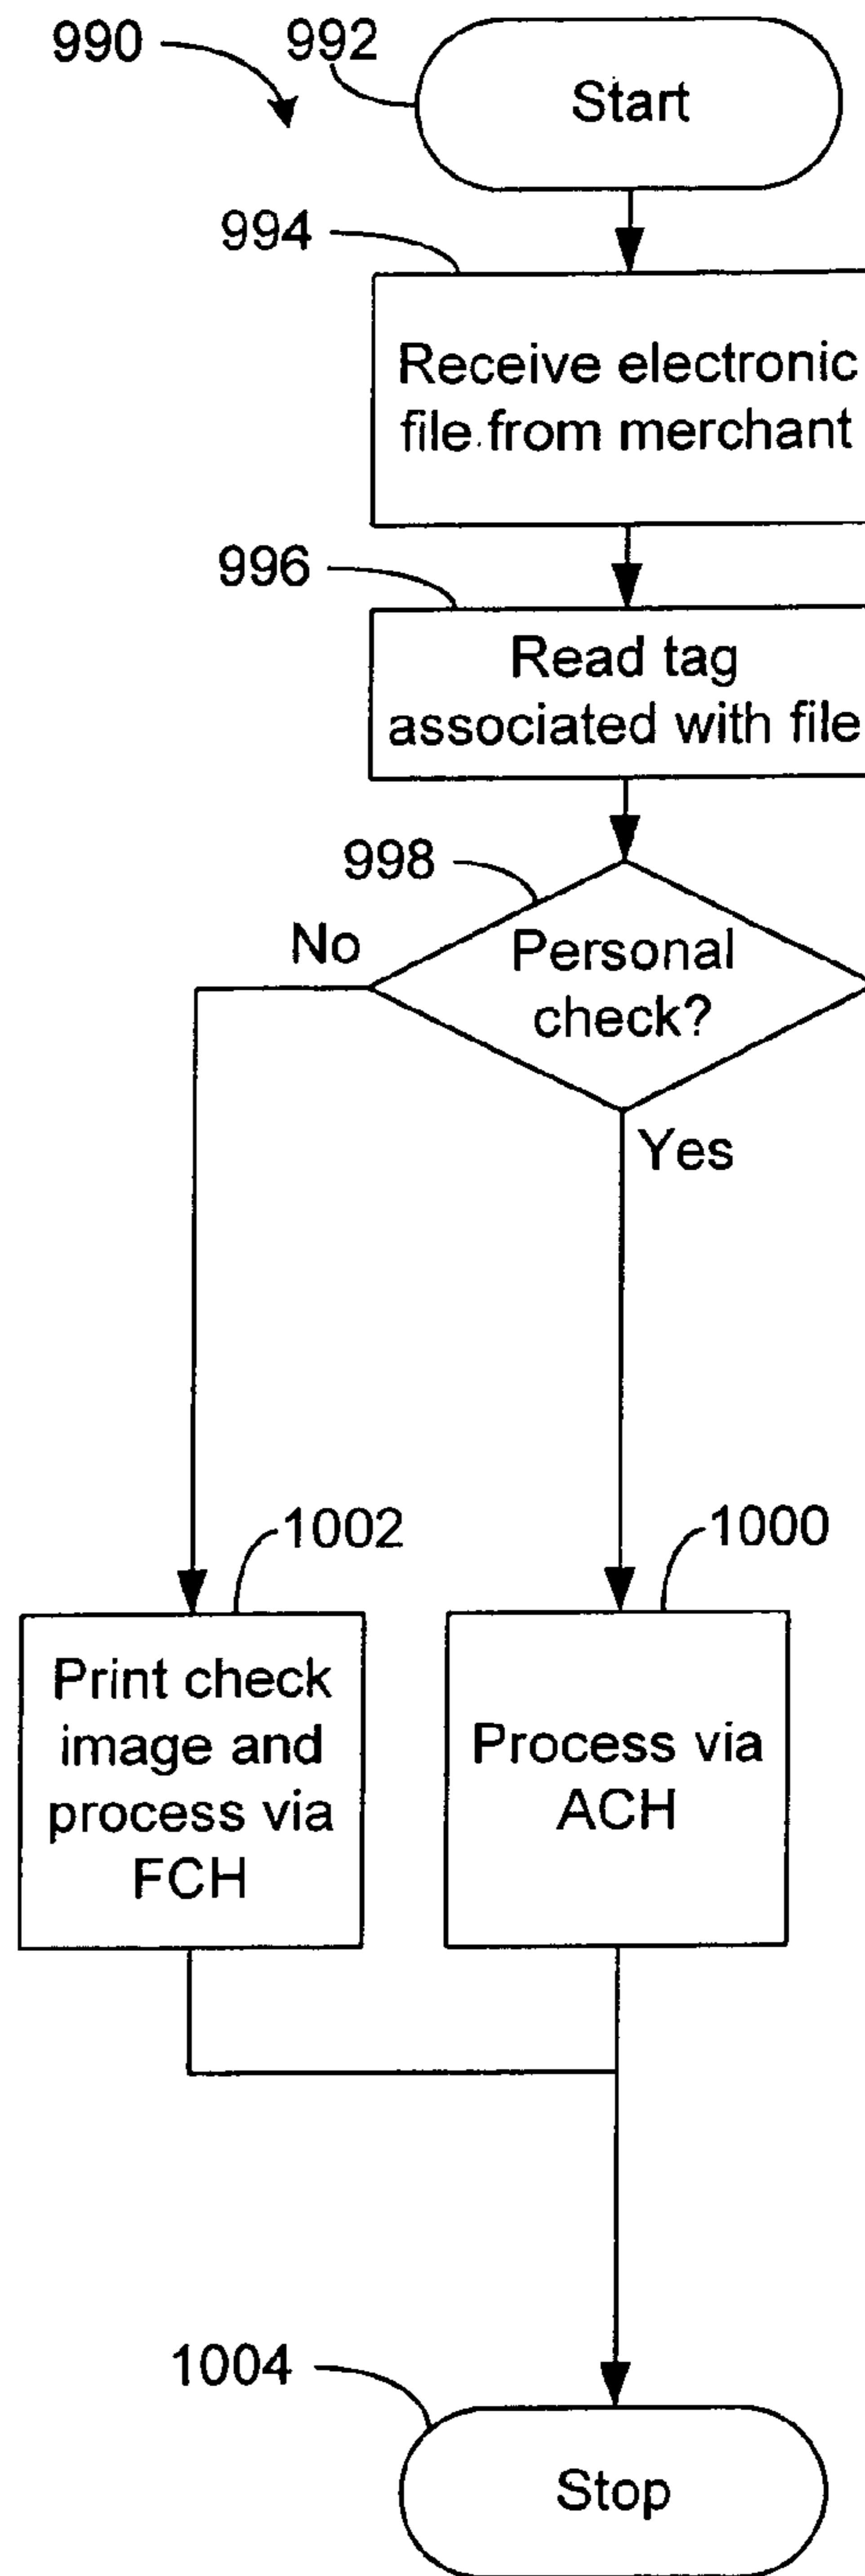 990
992
Start
994
Receive electronic
file from merchant
996
Read tag
associated with file
998
No
Personal
check?
Yes
1002
1000
Print check
image and
process via
FCH
Process via
ACH
1004
Stop